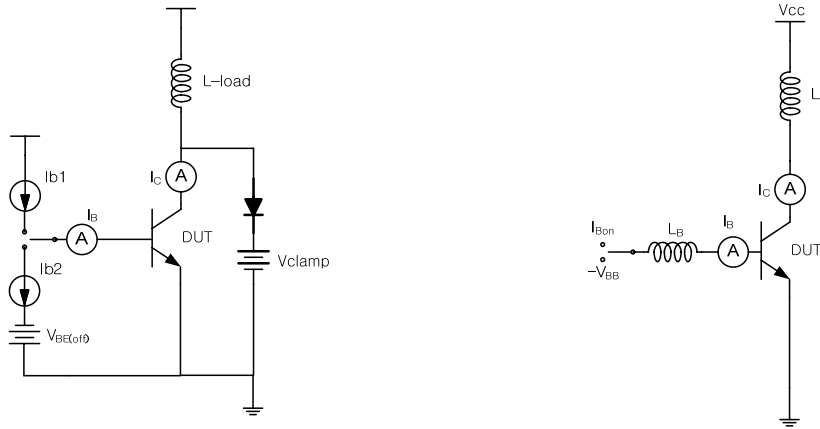 L-load
Ib1
IC
A
IB
A
DUT
Ib2
Vclamp
VBE(off)
Vcc
L
IC
A
IBon
LB
IB
A
DUT
-VBB